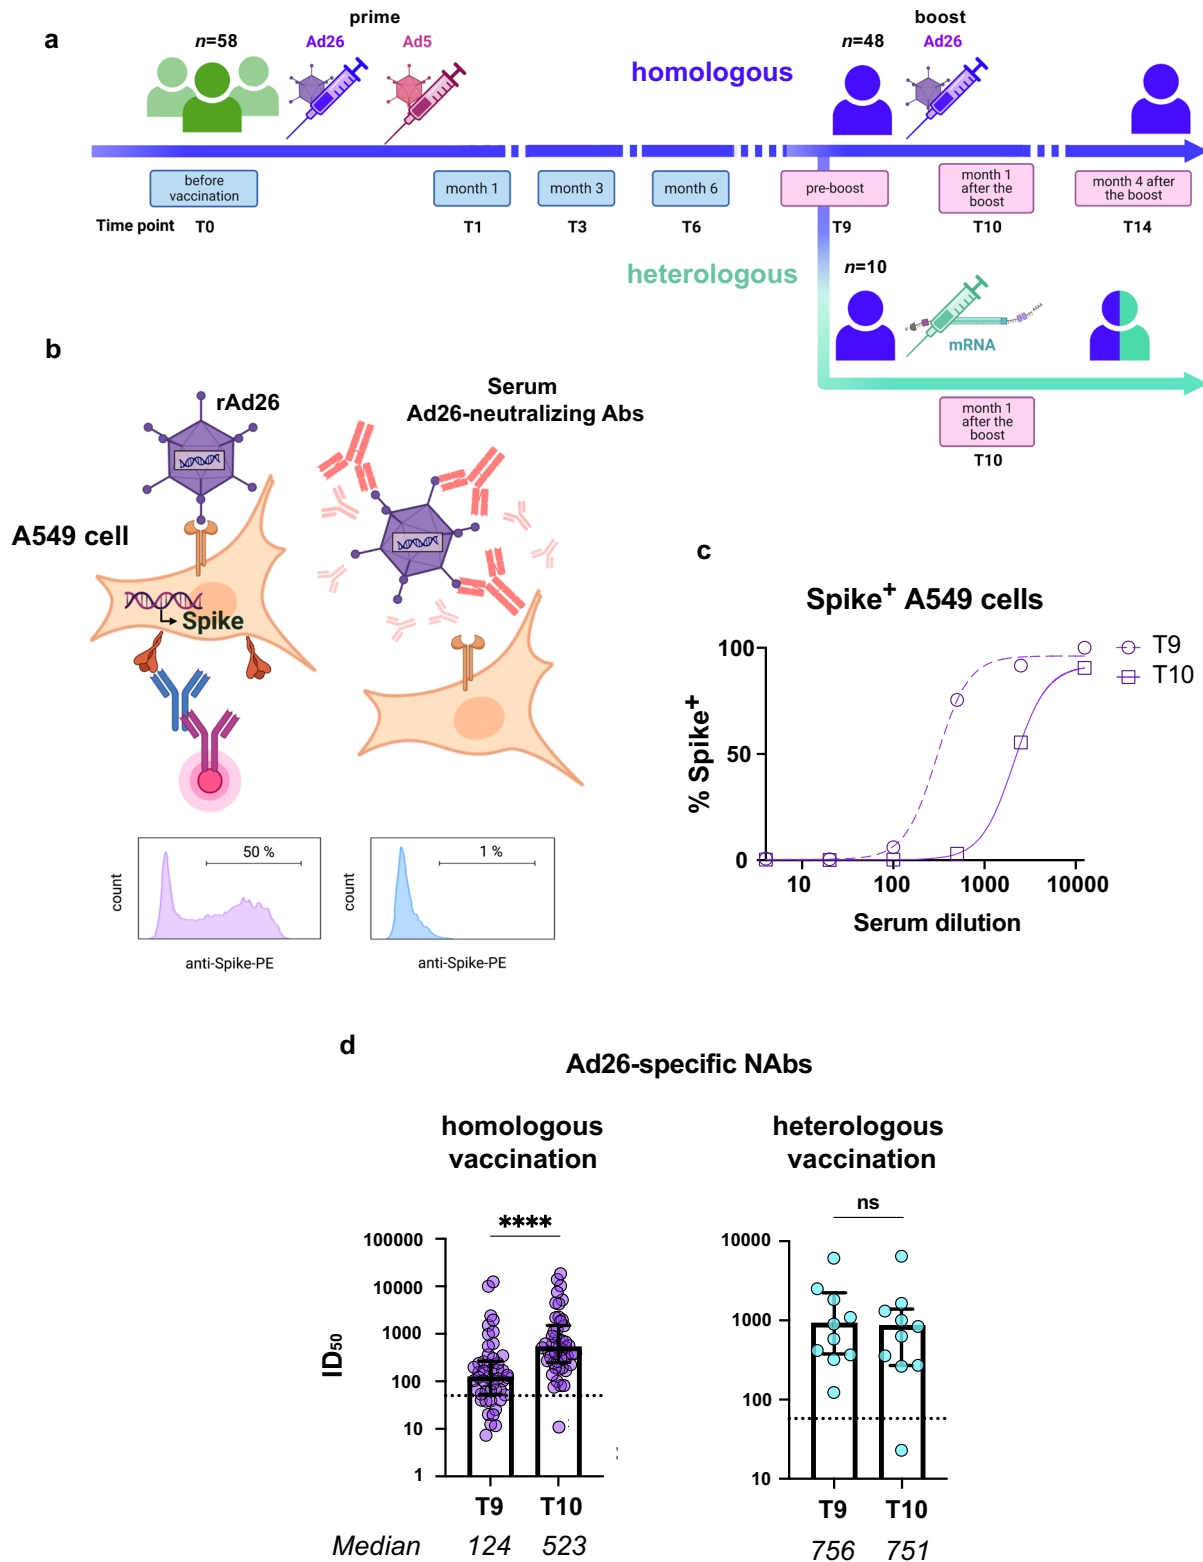 a
prime
boost
n=58
Ad26
Ad5
homologous
n=48
Ad26
before
vaccination
month 1
month 3
month 6
pre-boost
month 1
after the
boost
month 4 after
the boost
Time point
T0
T1
T3
T6
T9
T10
T14
heterologous
n=10
mRNA
month 1
after the
boost
T10
b
rAd26
Serum
Ad26-neutralizing Abs
A549 cell
Spike
50 %
count
anti-Spike-PE
1 %
count
anti-Spike-PE
c
Spike+ A549 cells
T9
T10
% Spike+
100
50
0
10
100
1000
10000
Serum dilution
d
Ad26-specific NAbs
homologous
vaccination
heterologous
vaccination
****
ns
ID50
100000
10000
1000
100
10
1
T9
T10
10000
1000
100
10
T9
T10
Median
124
523
756
751